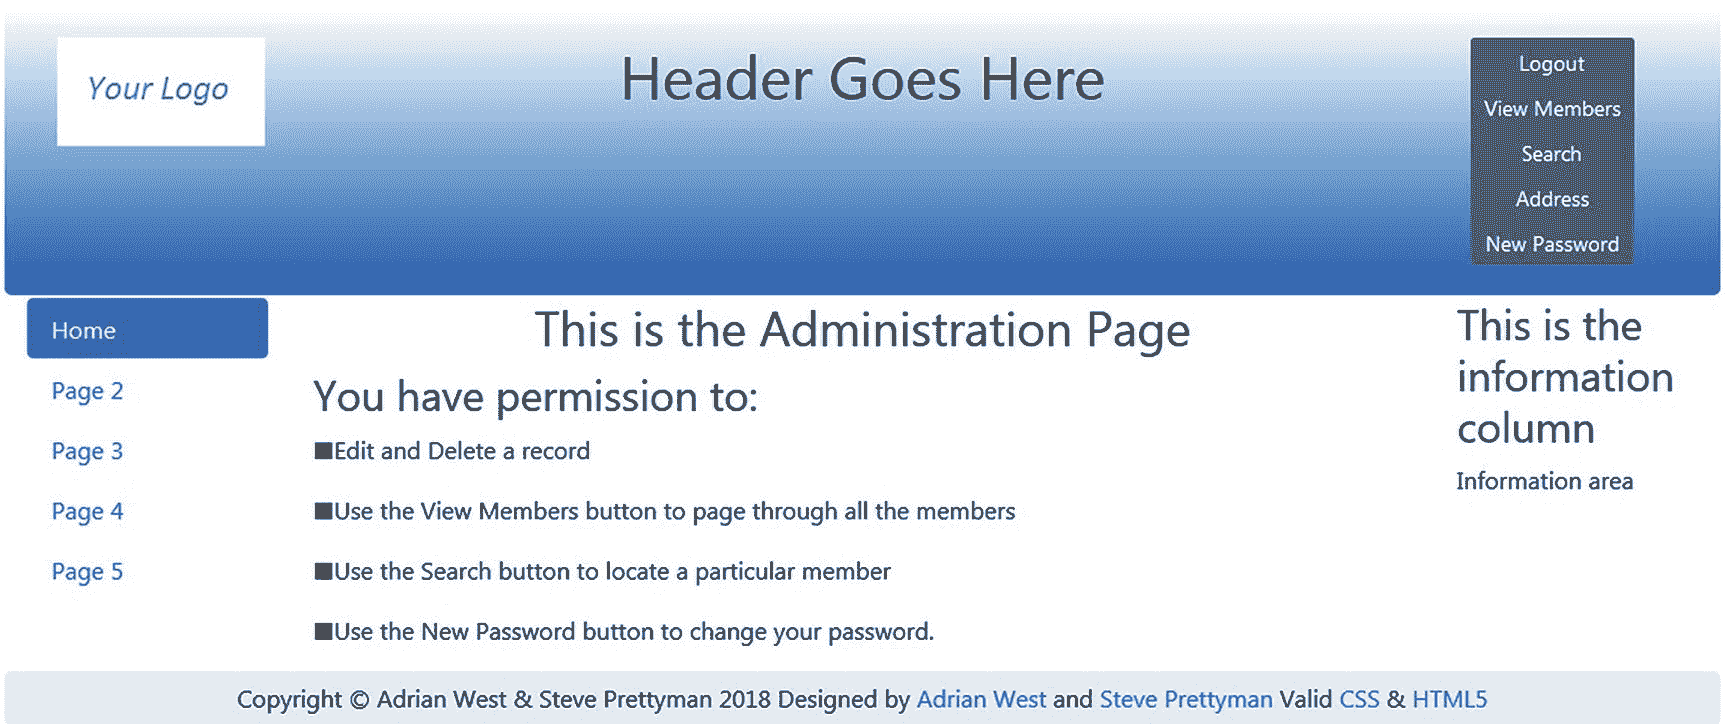 Your Logo
Header Goes Here
Logout
View Members
Search
Address
New Password
Home
Page 2
Page 3
Page 4
Page 5
This is the Administration Page
You have permission to:
■Edit and Delete a record
■Use the View Members button to page through all the members
■Use the Search button to locate a particular member
■Use the New Password button to change your password.
This is the
information
column
Information area
Copyright © Adrian West & Steve Prettyman 2018 Designed by Adrian West and Steve Prettyman Valid CSS & HTML5